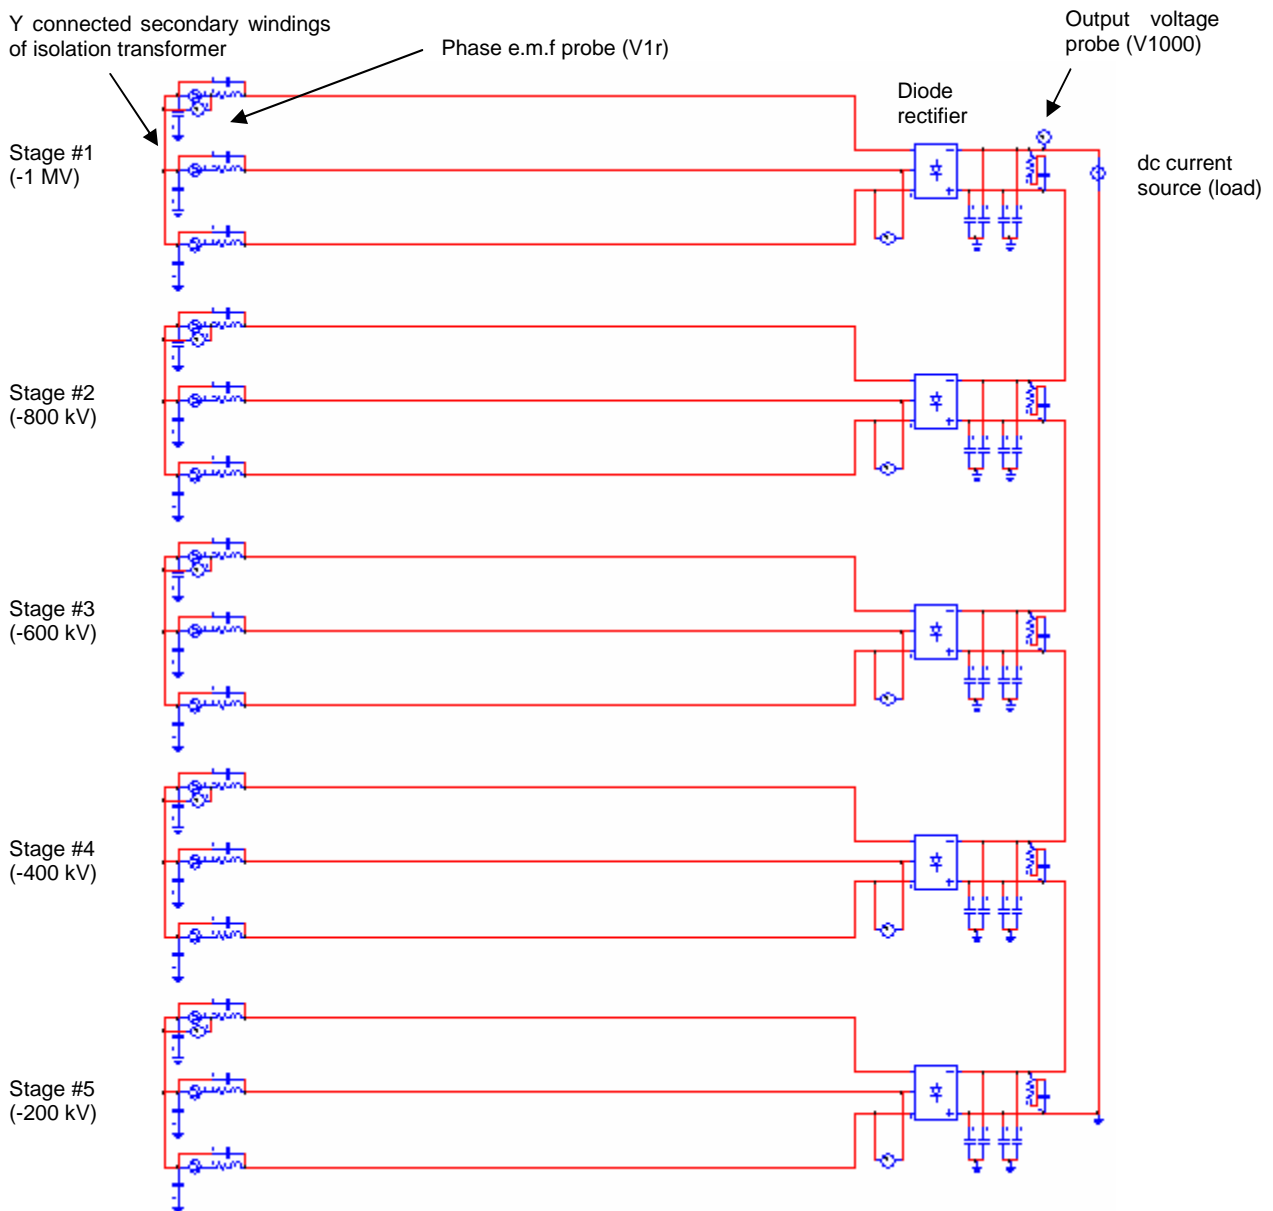 Y connected secondary windings
of isolation transformer
Phase e.m.f probe (V1r)
Output voltage
probe (V1000)
Diode
rectifier
Stage #1
(-1 MV)
dc current
source (load)
Stage #2
(-800 kV)
Stage #3
(-600 kV)
Stage #4
(-400 kV)
Stage #5
(-200 kV)